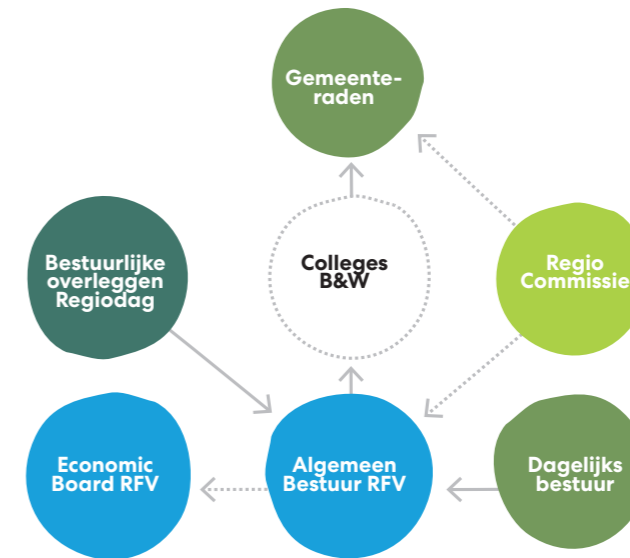 Gemeente-
raden
Bestuurlijke
overleggen
Regiodag
Colleges
B&W
Regio
Commissie
Economic
Board RFV
Algemeen
Bestuur RFV
Dagelijks
bestuur